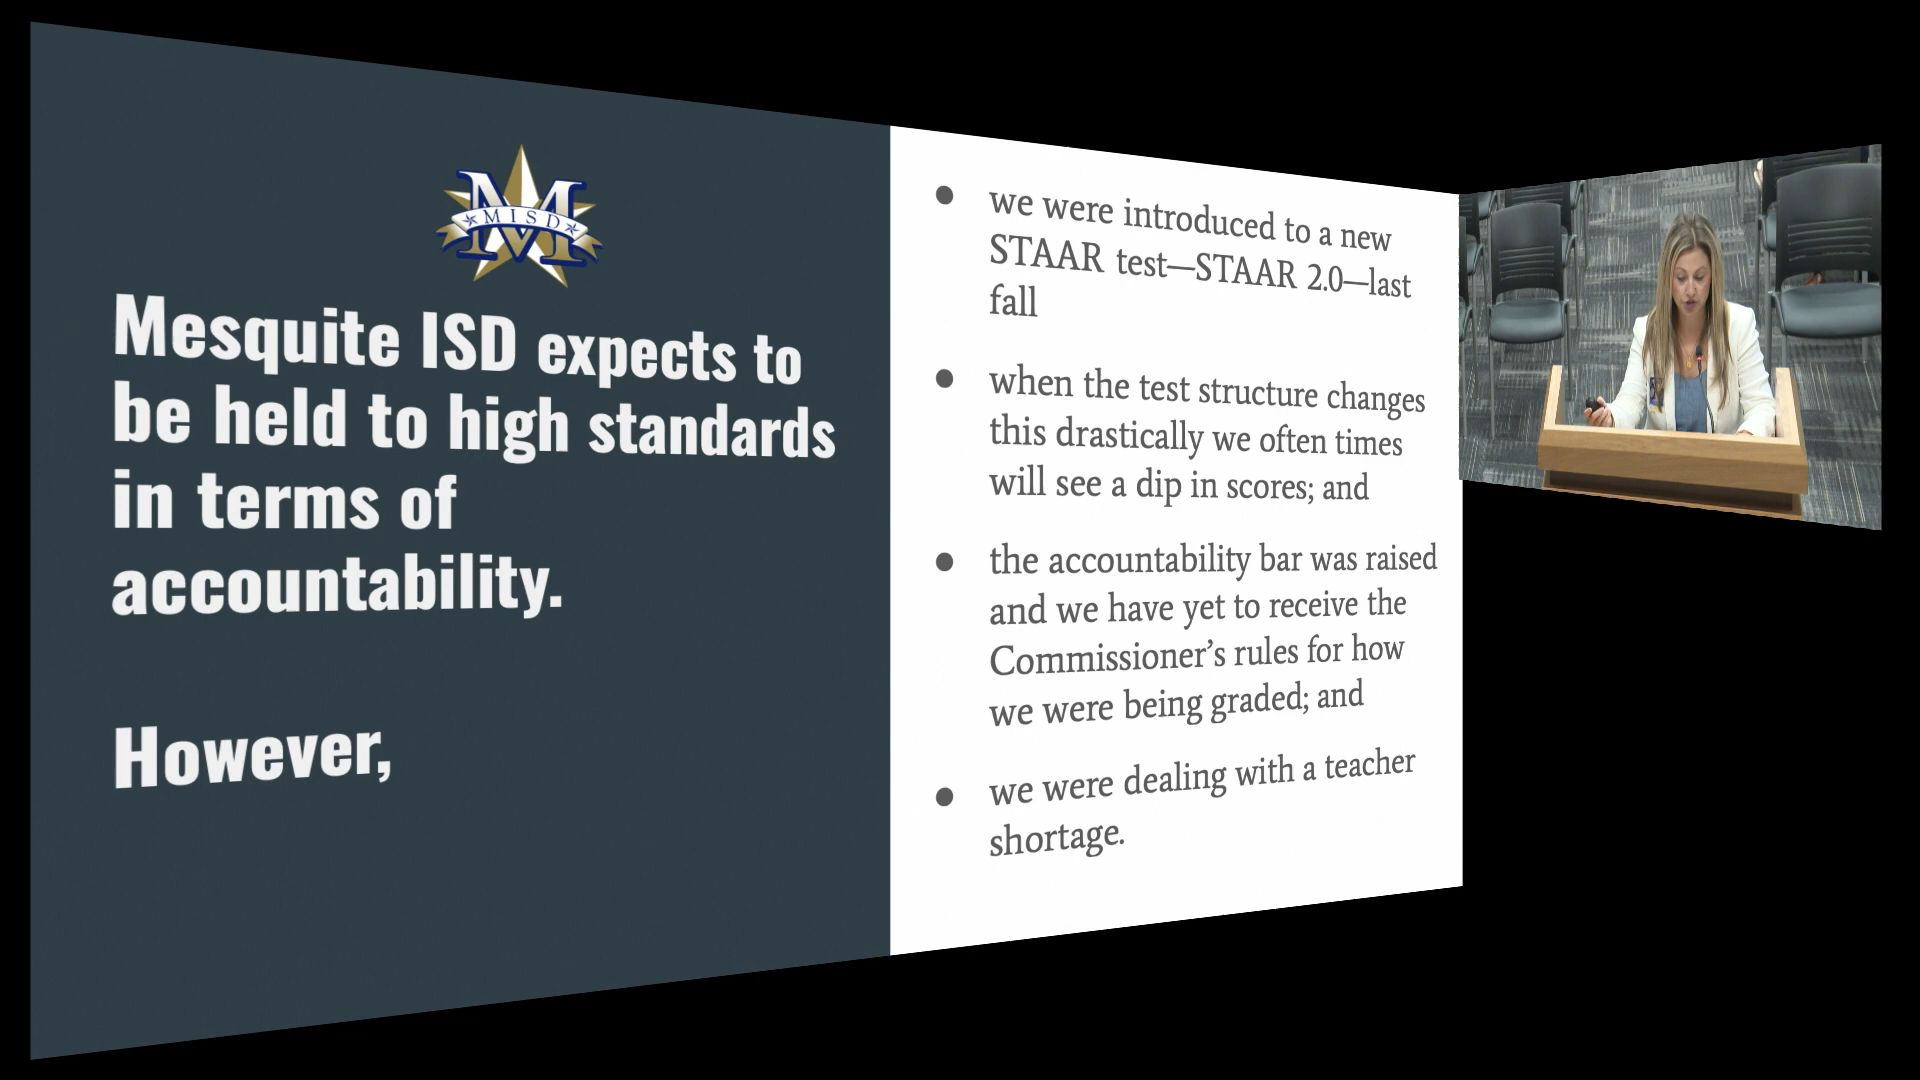 MISD
Mesquite ISD expects to
be held to high standards
in terms of
accountability.
However,
● we were introduced to a new
STAAR test—STAAR 2.0—last
fall
● when the test structure changes
this drastically we often times
will see a dip in scores; and
● the accountability bar was raised
and we have yet to receive the
Commissioner’s rules for how
we were being graded; and
● we were dealing with a teacher
shortage.